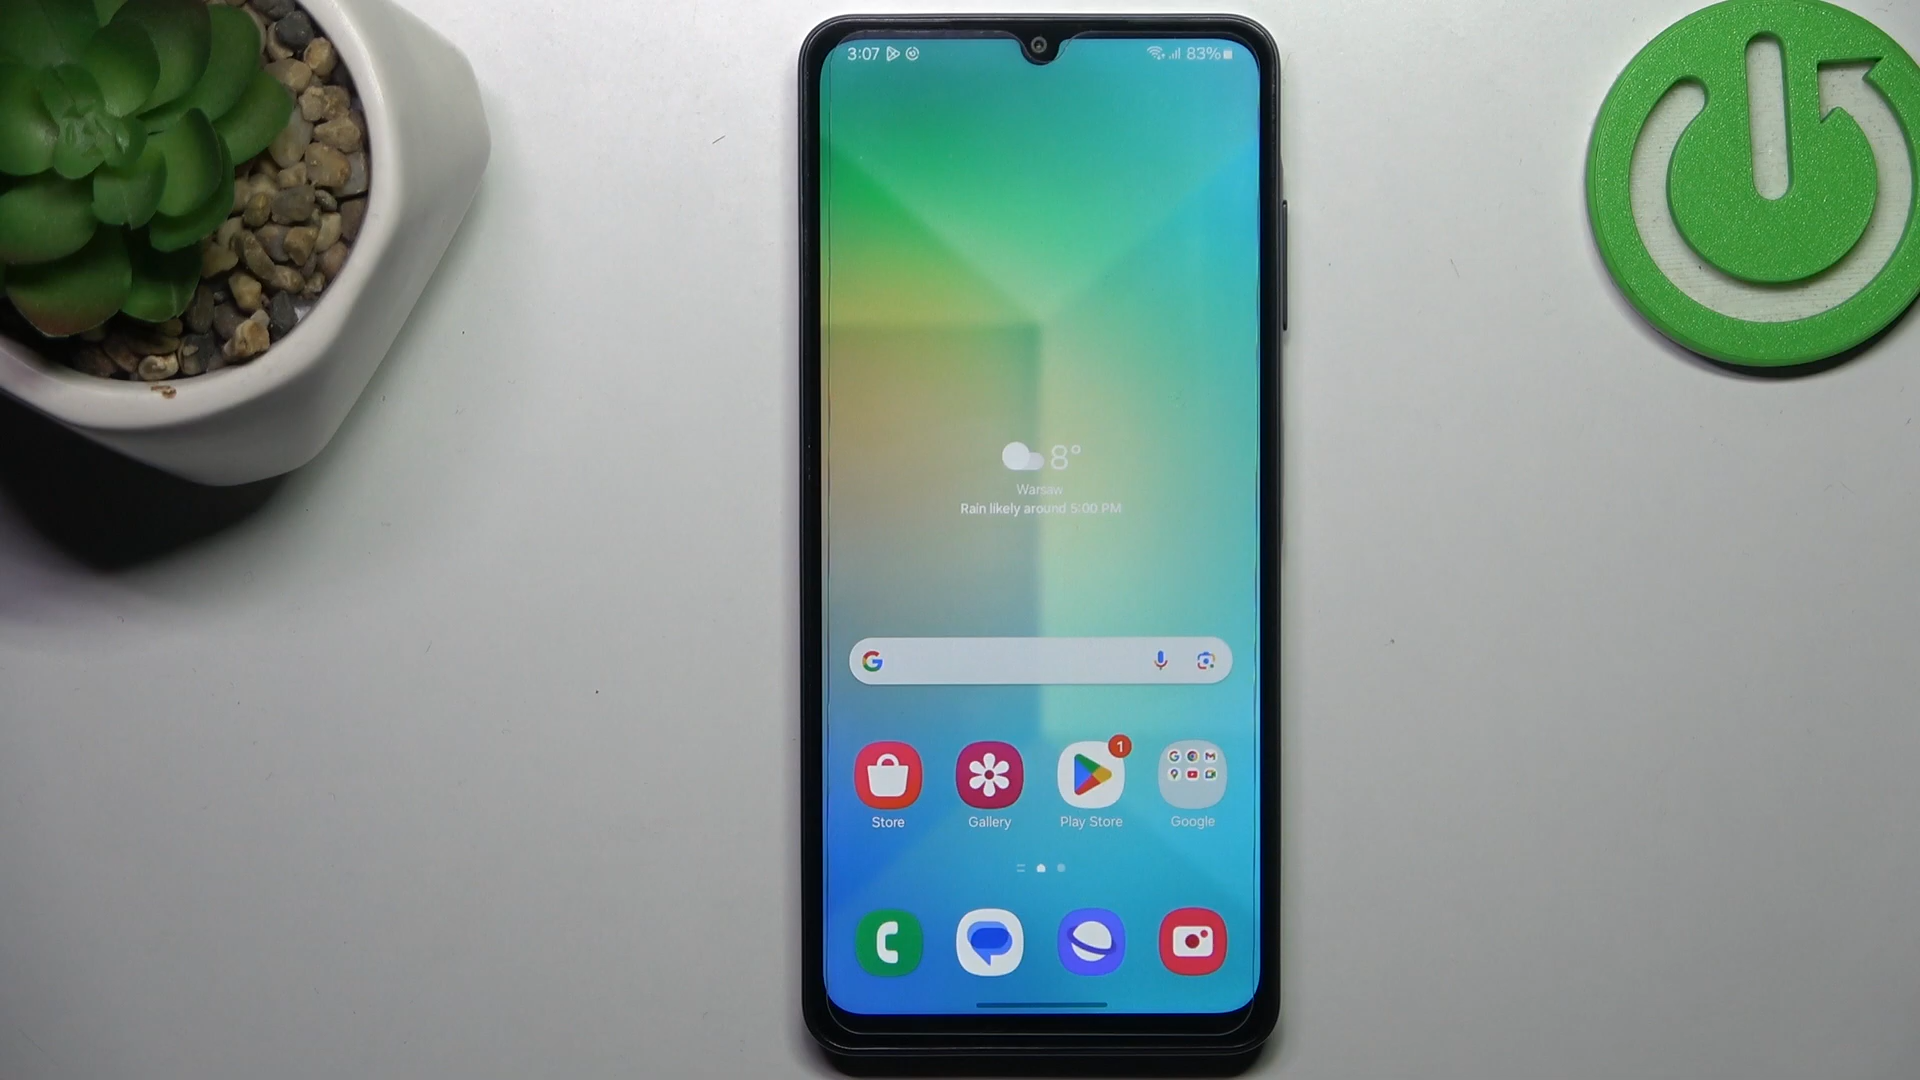 3:07 83%
8°
Warsaw
Rain likely around 5:00 PM
1
Store Gallery Play Store Google